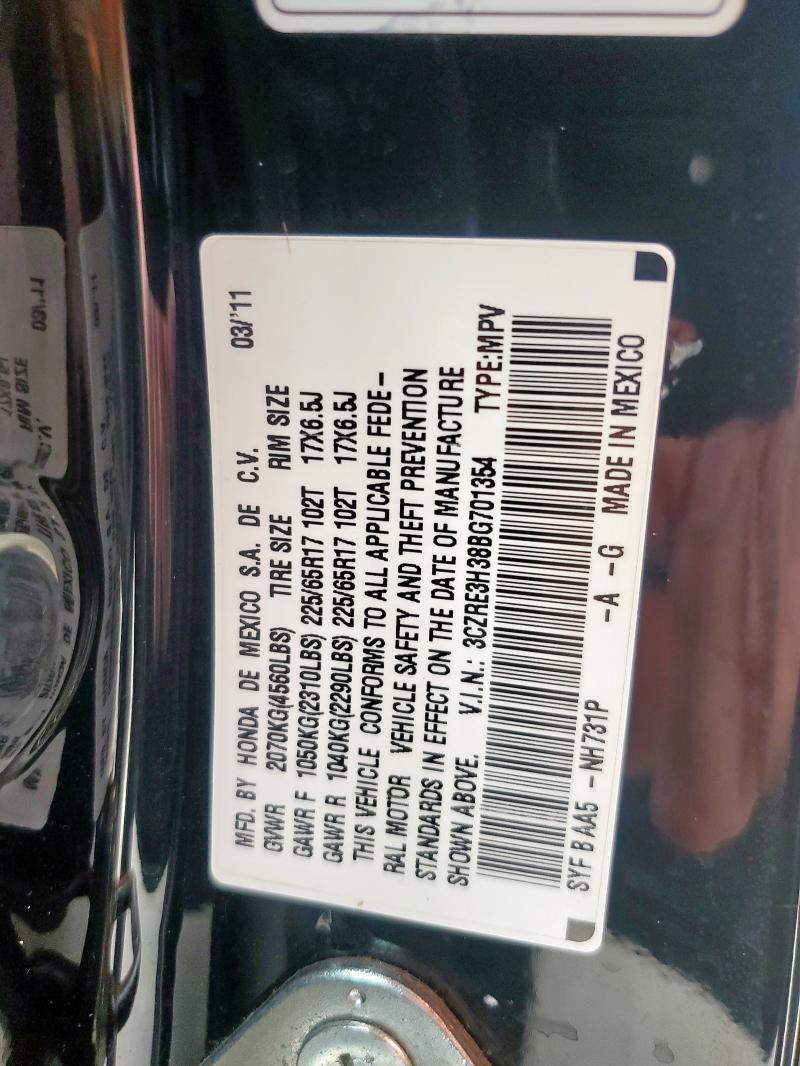 MFD. BY HONDA DE MEXICO S.A. DE C.V. 03/'11
GVWR 2070KG(4560LBS) TIRE SIZE RIM SIZE
GAWR F 1050KG(2310LBS) 225/65R17 102T 17X6.5J
GAWR R 1040KG(2290LBS) 225/65R17 102T 17X6.5J
THIS VEHICLE CONFORMS TO ALL APPLICABLE FEDE-
RAL MOTOR VEHICLE SAFETY AND THEFT PREVENTION
STANDARDS IN EFFECT ON THE DATE OF MANUFACTURE
SHOWN ABOVE. V.I.N.: 3CZRE3H38BG701354 TYPE:MPV
SYF B AA5 -NH731P -A -G MADE IN MEXICO